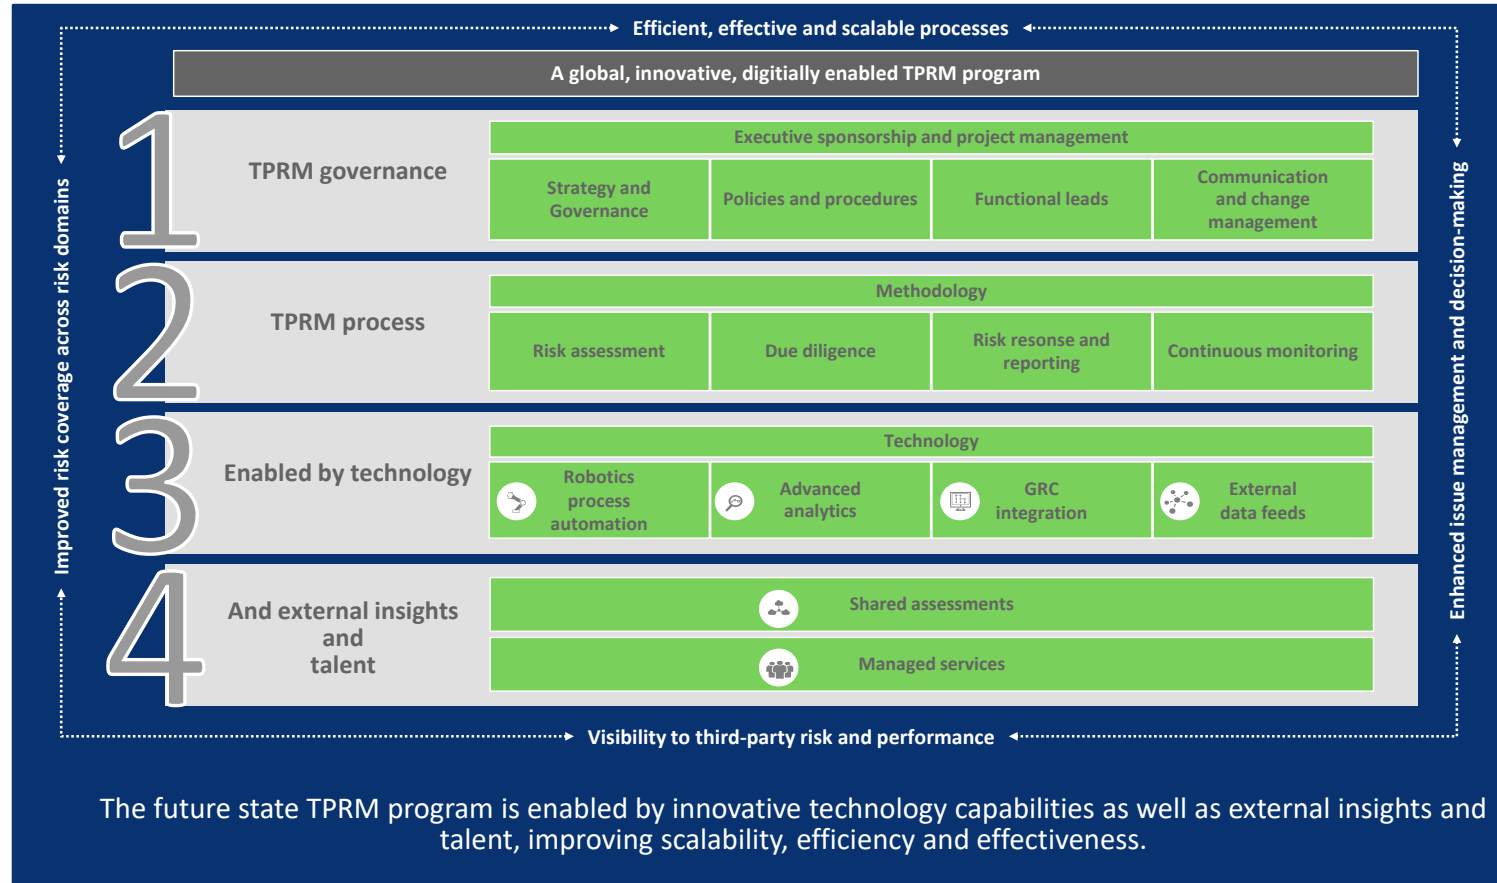 Efficient, effective and scalable processes
A global, innovative, digitially enabled TPRM program
Improved risk coverage across risk domains
Enhanced issue management and decision-making
1
TPRM governance
Executive sponsorship and project management
Strategy and
Governance
Policies and procedures
Functional leads
Communication
and change
management
2
TPRM process
Methodology
Risk assessment
Due diligence
Risk resonse and
reporting
Continuous monitoring
3
Enabled by technology
Technology
Robotics
process
automation
Advanced
analytics
GRC
integration
External
data feeds
4
And external insights
and
talent
Shared assessments
Managed services
Visibility to third-party risk and performance
The future state TPRM program is enabled by innovative technology capabilities as well as external insights and
talent, improving scalability, efficiency and effectiveness.